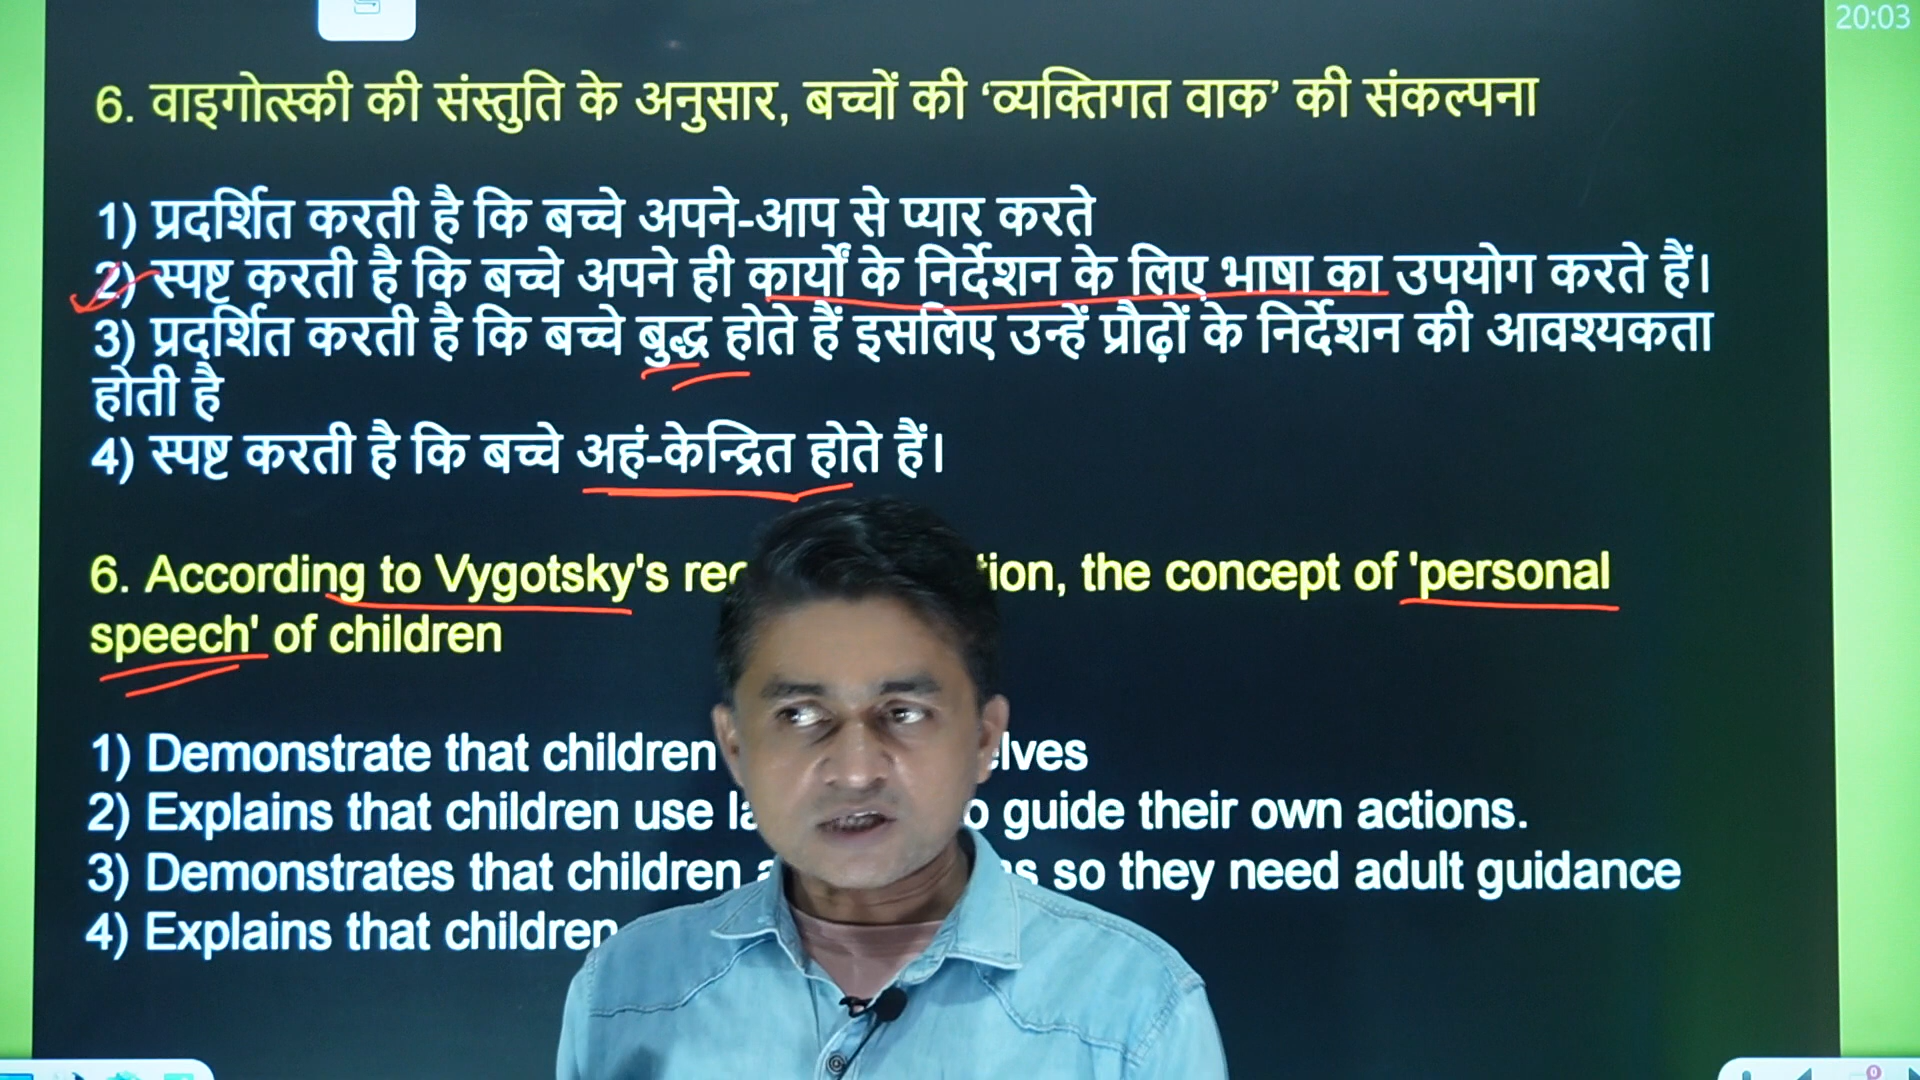 20:03
6. वाइगोत्स्की की संस्तुति के अनुसार, बच्चों की ‘व्यक्तिगत वाक’ की संकल्पना
1) प्रदर्शित करती है कि बच्चे अपने-आप से प्यार करते
2) स्पष्ट करती है कि बच्चे अपने ही कार्यों के निर्देशन के लिए भाषा का उपयोग करते हैं।
3) प्रदर्शित करती है कि बच्चे बुद्ध होते हैं इसलिए उन्हें प्रौढ़ों के निर्देशन की आवश्यकता
होती है
4) स्पष्ट करती है कि बच्चे अहं-केन्द्रित होते हैं।
6. According to Vygotsky's the concept of 'personal
speech' of children
1) Demonstrate that children
2) Explains that children use guide their own actions.
3) Demonstrates that children so they need adult guidance
4) Explains that children